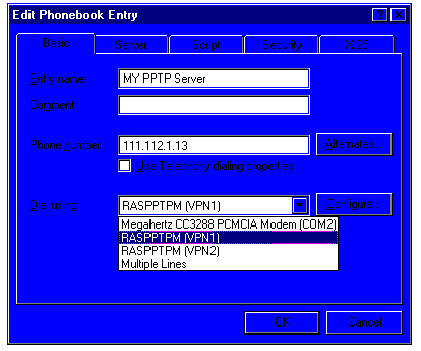 Edit Phonebook Entry
Basic Server Script Security X.25
Entry name: MY PPTP Server
Comment:
Phone number: 111.112.1.13 Alternates...
Use Telephony dialing properties
Dial using: RASPPTPM (VPN1) Configure...
Megahertz CC3288 PCMCIA Modem (COM2)
RASPPTPM (VPN1)
RASPPTPM (VPN2)
Multiple Lines
OK Cancel